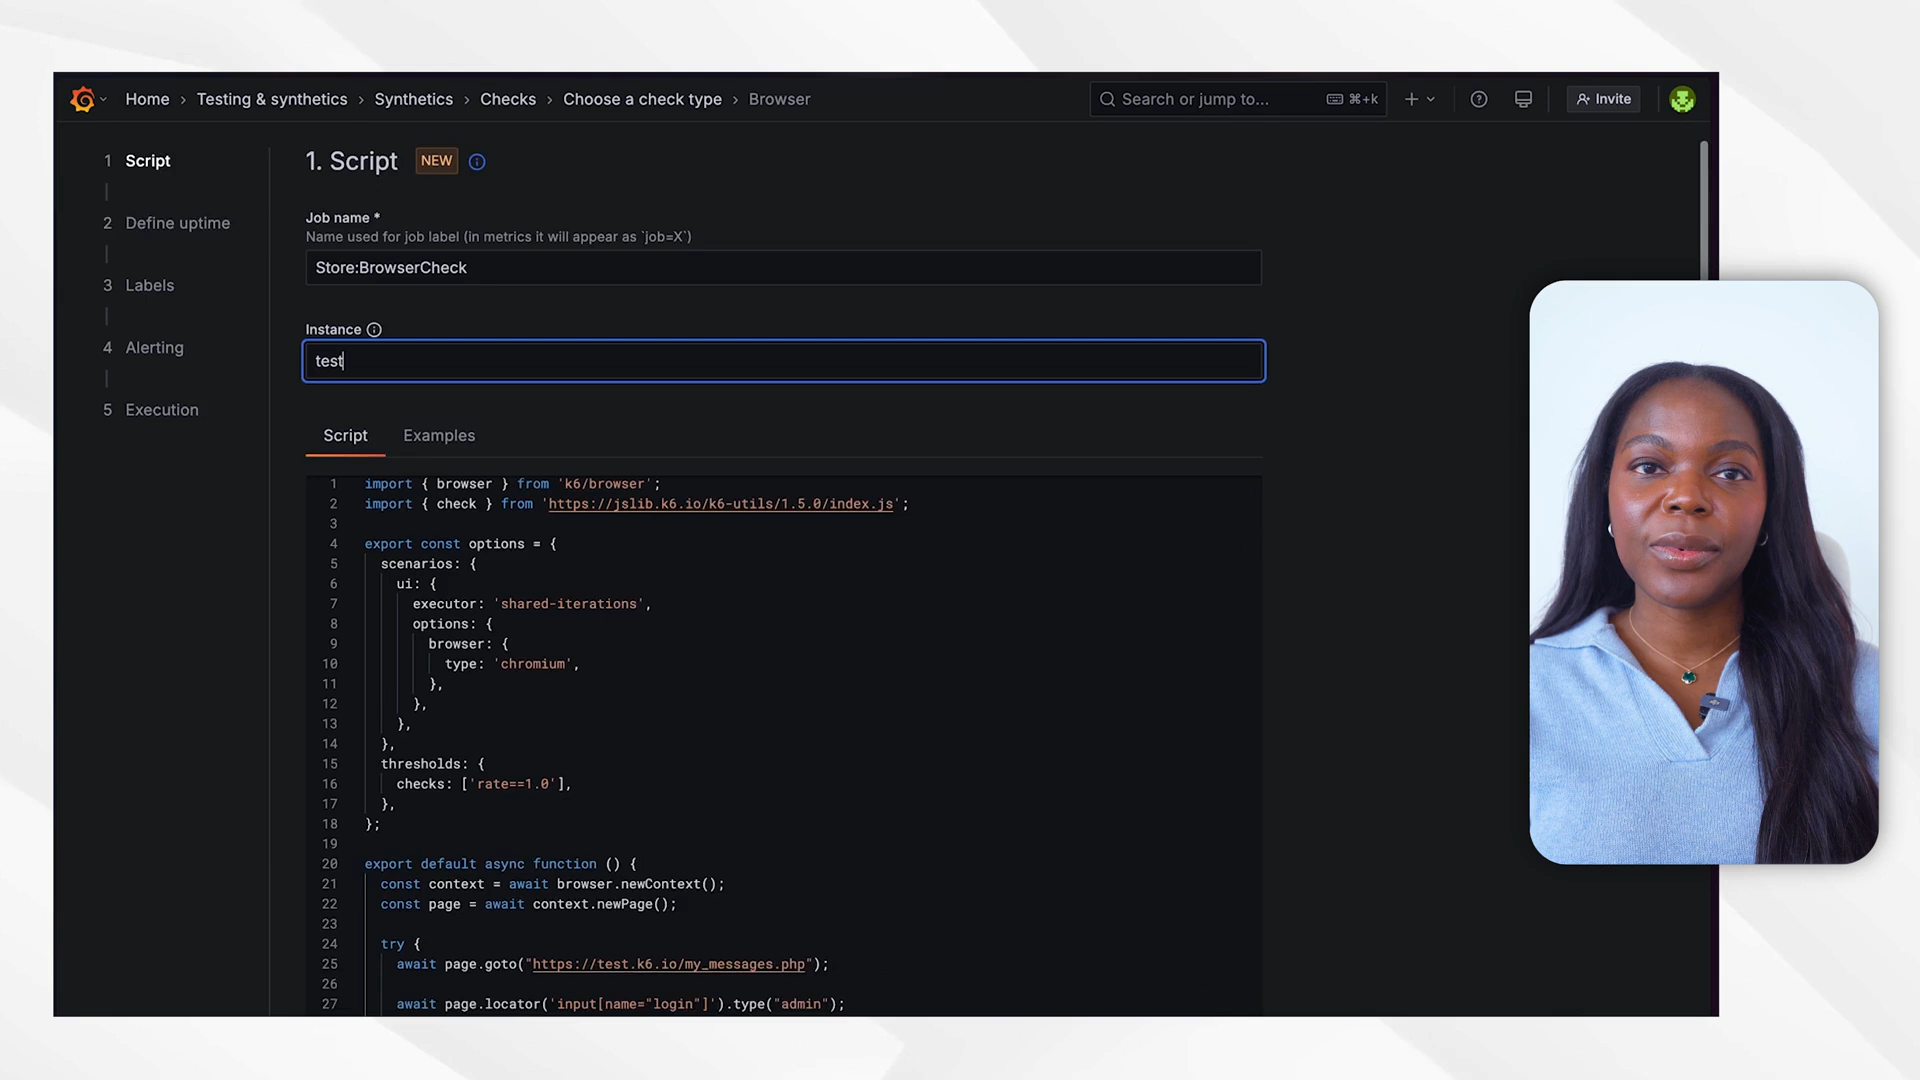 Home › Testing & synthetics › Synthetics › Checks › Choose a check type › Browser
Search or jump to... ⌘+k
Invite
1 Script
2 Define uptime
3 Labels
4 Alerting
5 Execution
1. Script NEW
Job name *
Name used for job label (in metrics it will appear as `job=X`)
Store:BrowserCheck
Instance
test
Script Examples
1 import { browser } from 'k6/browser';
2 import { check } from 'https://jslib.k6.io/k6-utils/1.5.0/index.js';
3
4 export const options = {
5 scenarios: {
6 ui: {
7 executor: 'shared-iterations',
8 options: {
9 browser: {
10 type: 'chromium',
11 },
12 },
13 },
14 },
15 thresholds: {
16 checks: ['rate==1.0'],
17 },
18 };
19
20 export default async function () {
21 const context = await browser.newContext();
22 const page = await context.newPage();
23
24 try {
25 await page.goto("https://test.k6.io/my_messages.php");
26
27 await page.locator('input[name="login"]').type("admin");